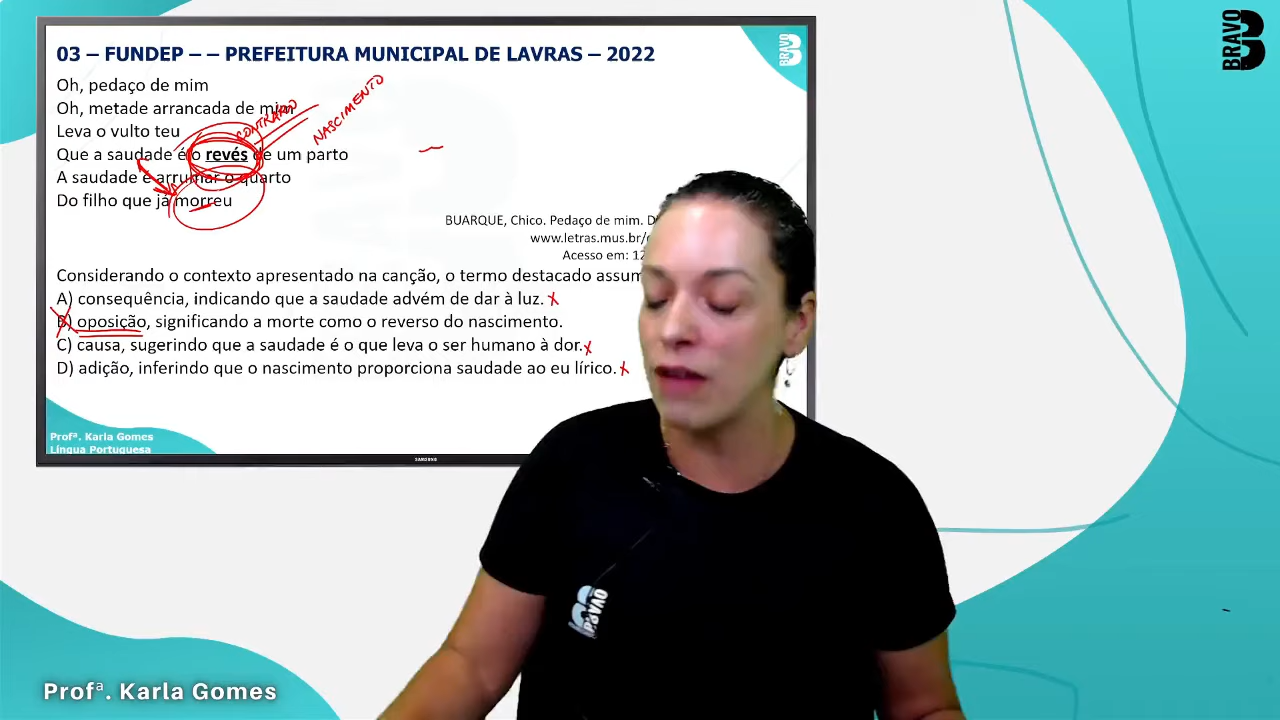 03 – FUNDEP – – PREFEITURA MUNICIPAL DE LAVRAS – 2022
BRAVO
BRAVO
Oh, pedaço de mim
Oh, metade arrancada de mim
CONTRÁRIO
NASCIMENTO
Leva o vulto teu
Que a saudade é o revés de um parto
A saudade é arrumar o quarto
Do filho que já morreu
BUARQUE, Chico. Pedaço de mim.
www.letras.mus.br/
Acesso em: 12
Considerando o contexto apresentado na canção, o termo destacado
A) consequência, indicando que a saudade advém de dar à luz. x
B) oposição, significando a morte como o reverso do nascimento.
C) causa, sugerindo que a saudade é o que leva o ser humano à dor. x
D) adição, inferindo que o nascimento proporciona saudade ao eu lírico. x
Profª. Karla Gomes
Língua Portuguesa
SAMSUNG
BRAVO
Profª. Karla Gomes